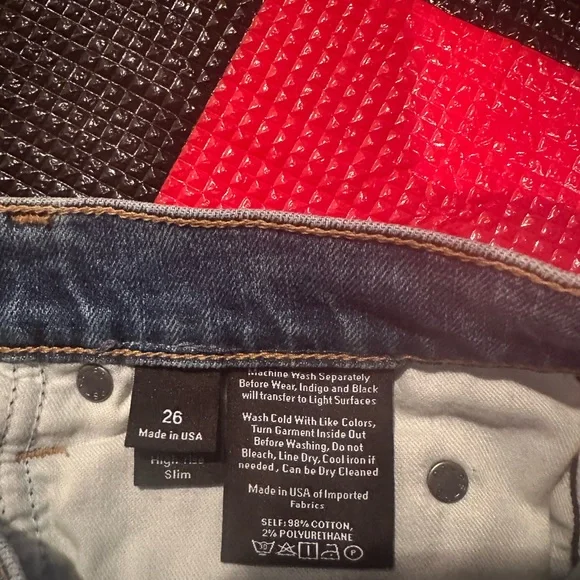 26
Made in USA
High Rise
Slim
Machine Wash Separately
Before Wear, Indigo and Black
will transfer to Light Surfaces
Wash Cold With Like Colors,
Turn Garment Inside Out
Before Washing, Do not
Bleach, Line Dry, Cool iron if
needed , Can be Dry Cleaned
Made in USA of Imported
Fabrics
SELF: 98% COTTON,
2% POLYURETHANE